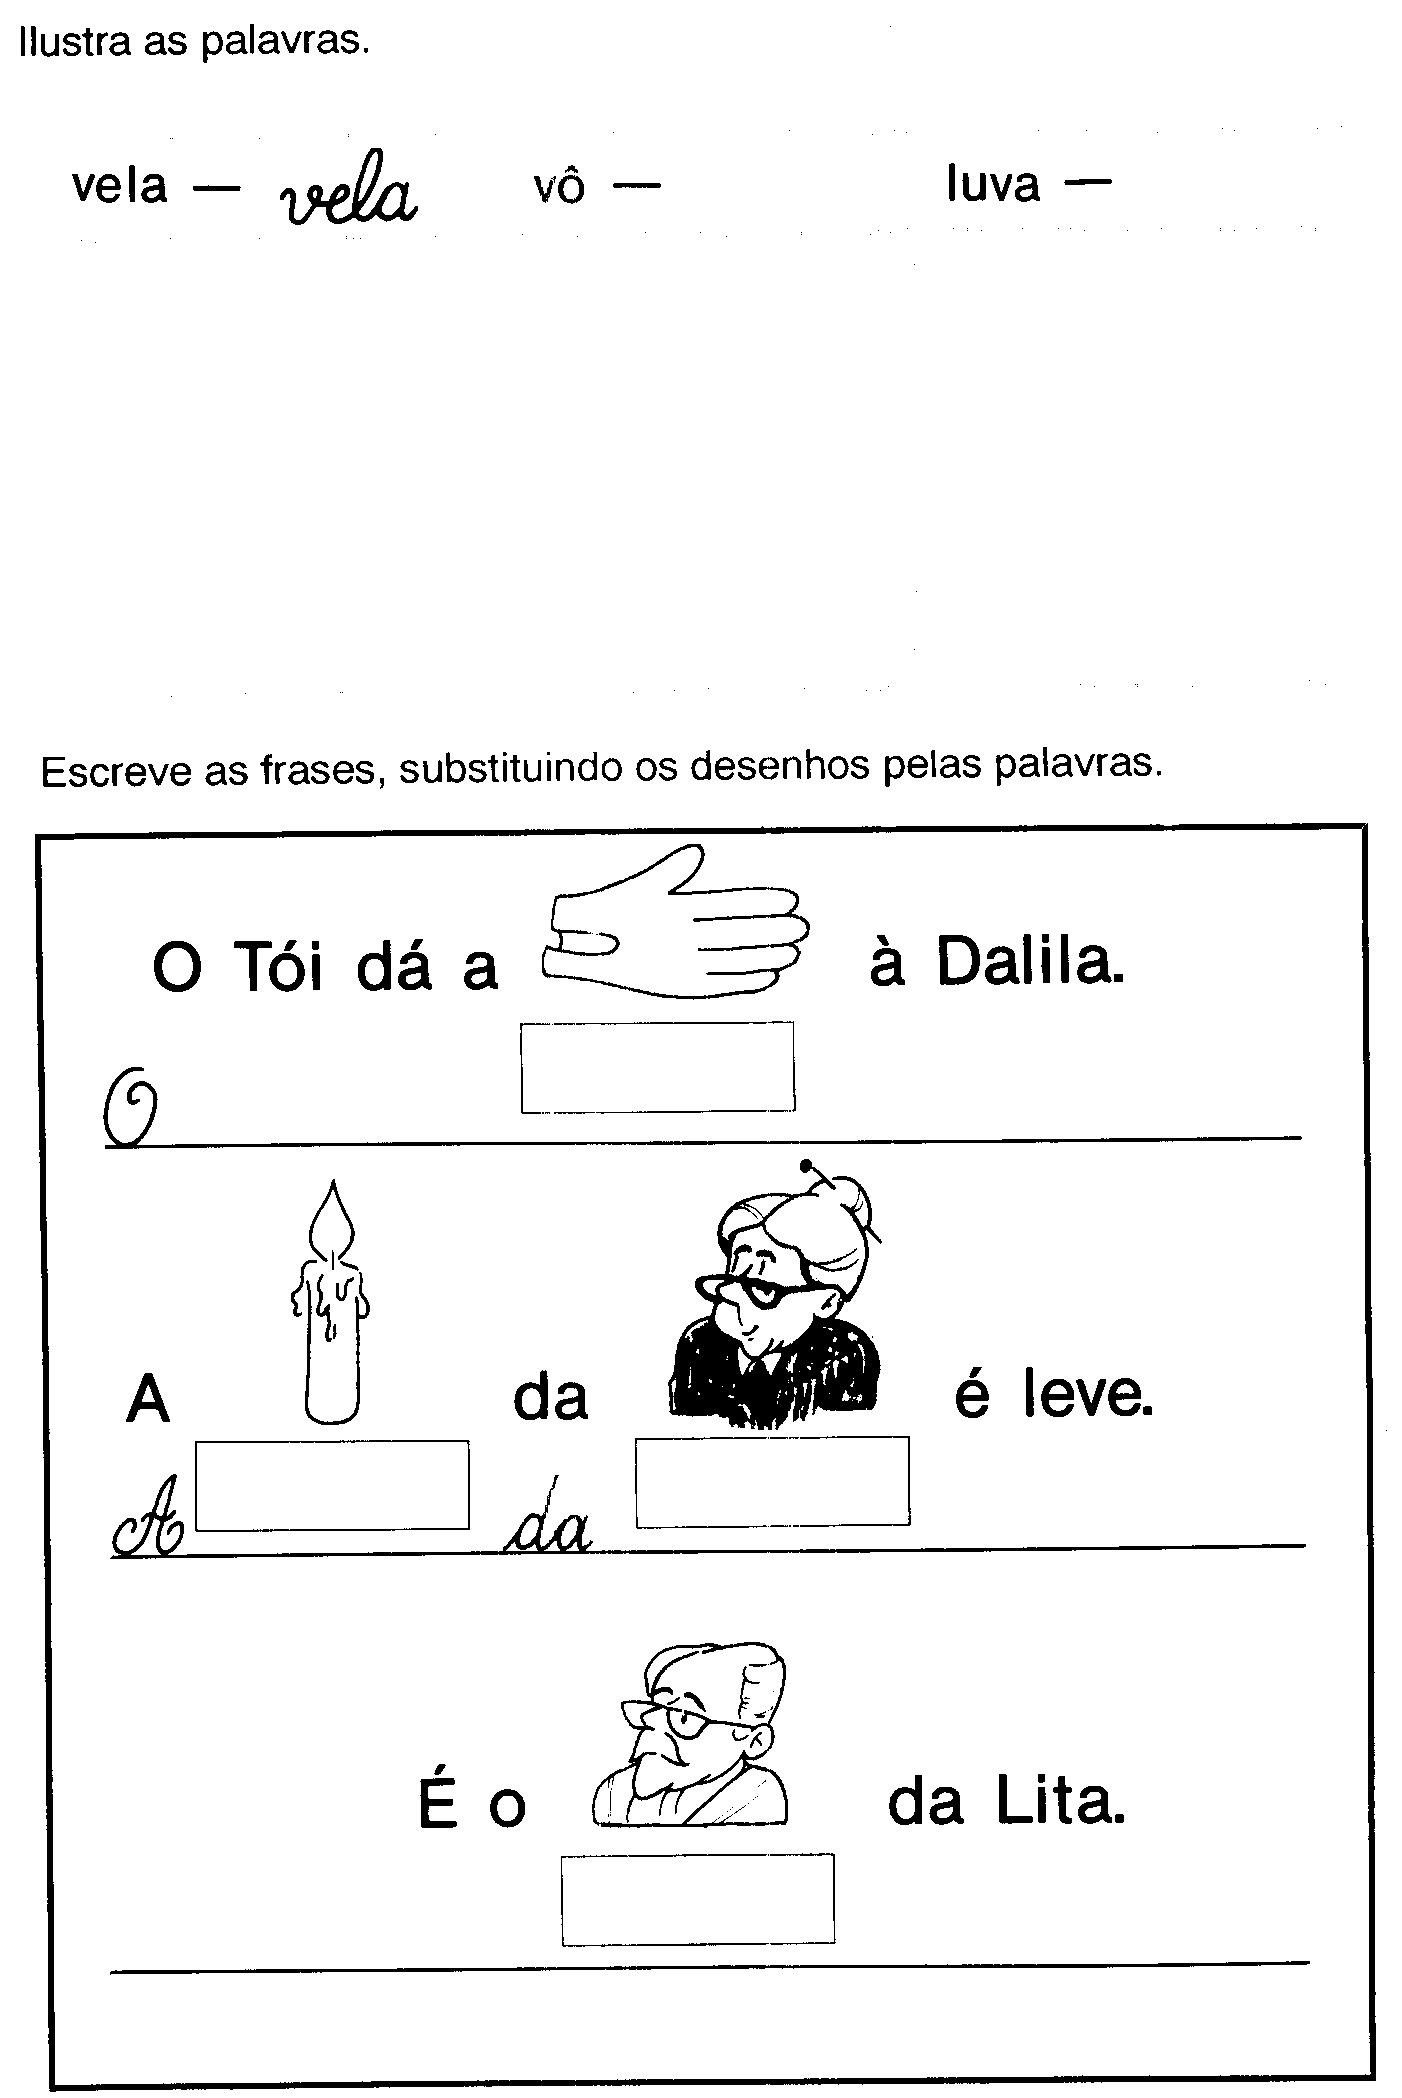 Ilustra as palavras.
vela — vela vô — luva —
Escreve as frases, substituindo os desenhos pelas palavras.
O Tói dá a à Dalila.
O
A da é leve.
A da
É o da Lita.